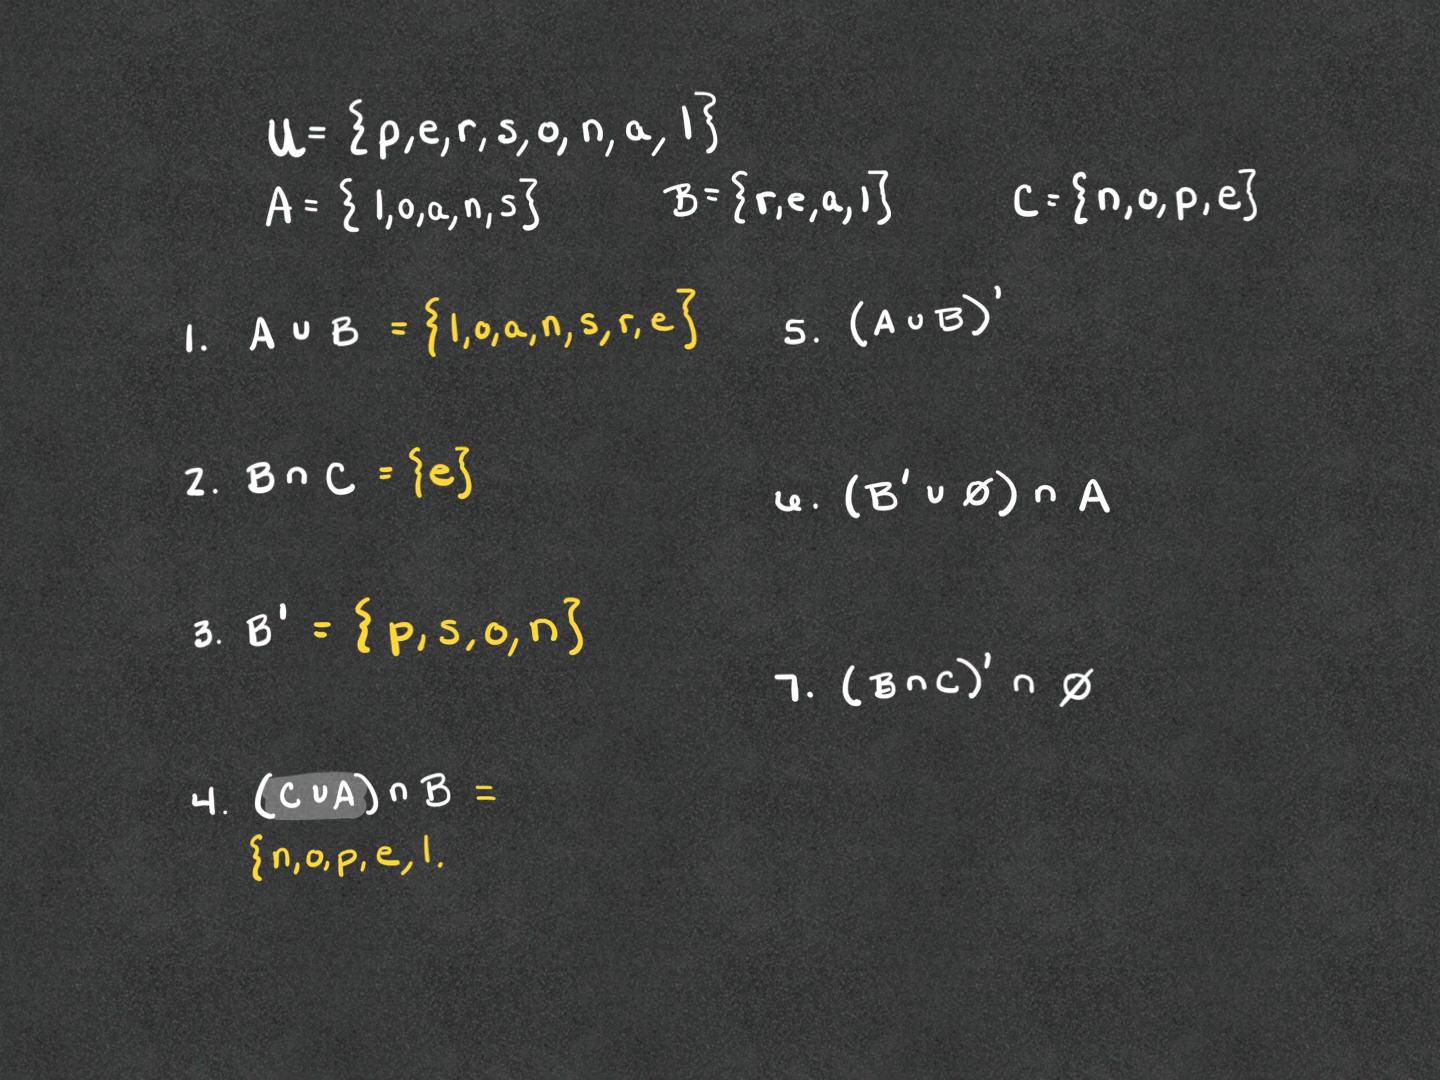 U = {p,e,r,s,o,n,a,l}
A = {l,o,a,n,s} B = {r,e,a,l} C = {n,o,p,e}
1. A ∪ B = {l,o,a,n,s,r,e}
5. (A ∪ B)'
2. B ∩ C = {e}
6. (B' ∪ ∅) ∩ A
3. B' = {p,s,o,n}
7. (B ∩ C)' ∩ ∅
4. (C ∪ A) ∩ B =
{n,o,p,e,l.